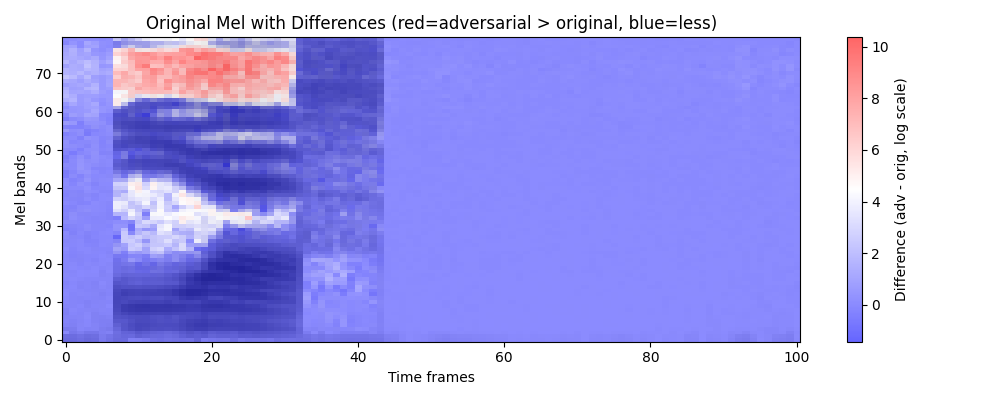 Original Mel with Differences (red=adversarial > original, blue=less)
Mel bands
70
60
50
40
30
20
10
0
0 20 40 60 80 100
Time frames
10
8
6
4
2
0
Difference (adv - orig, log scale)